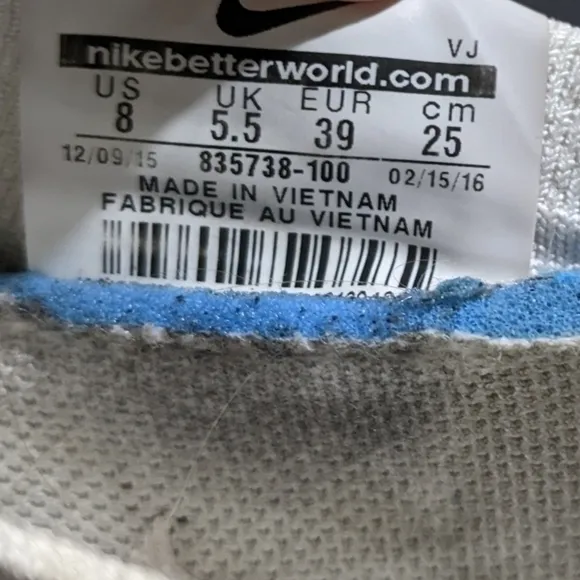 VJ
nikebetterworld.com
US UK EUR cm
8 5.5 39 25
12/09/15 835738-100 02/15/16
MADE IN VIETNAM
FABRIQUE AU VIETNAM